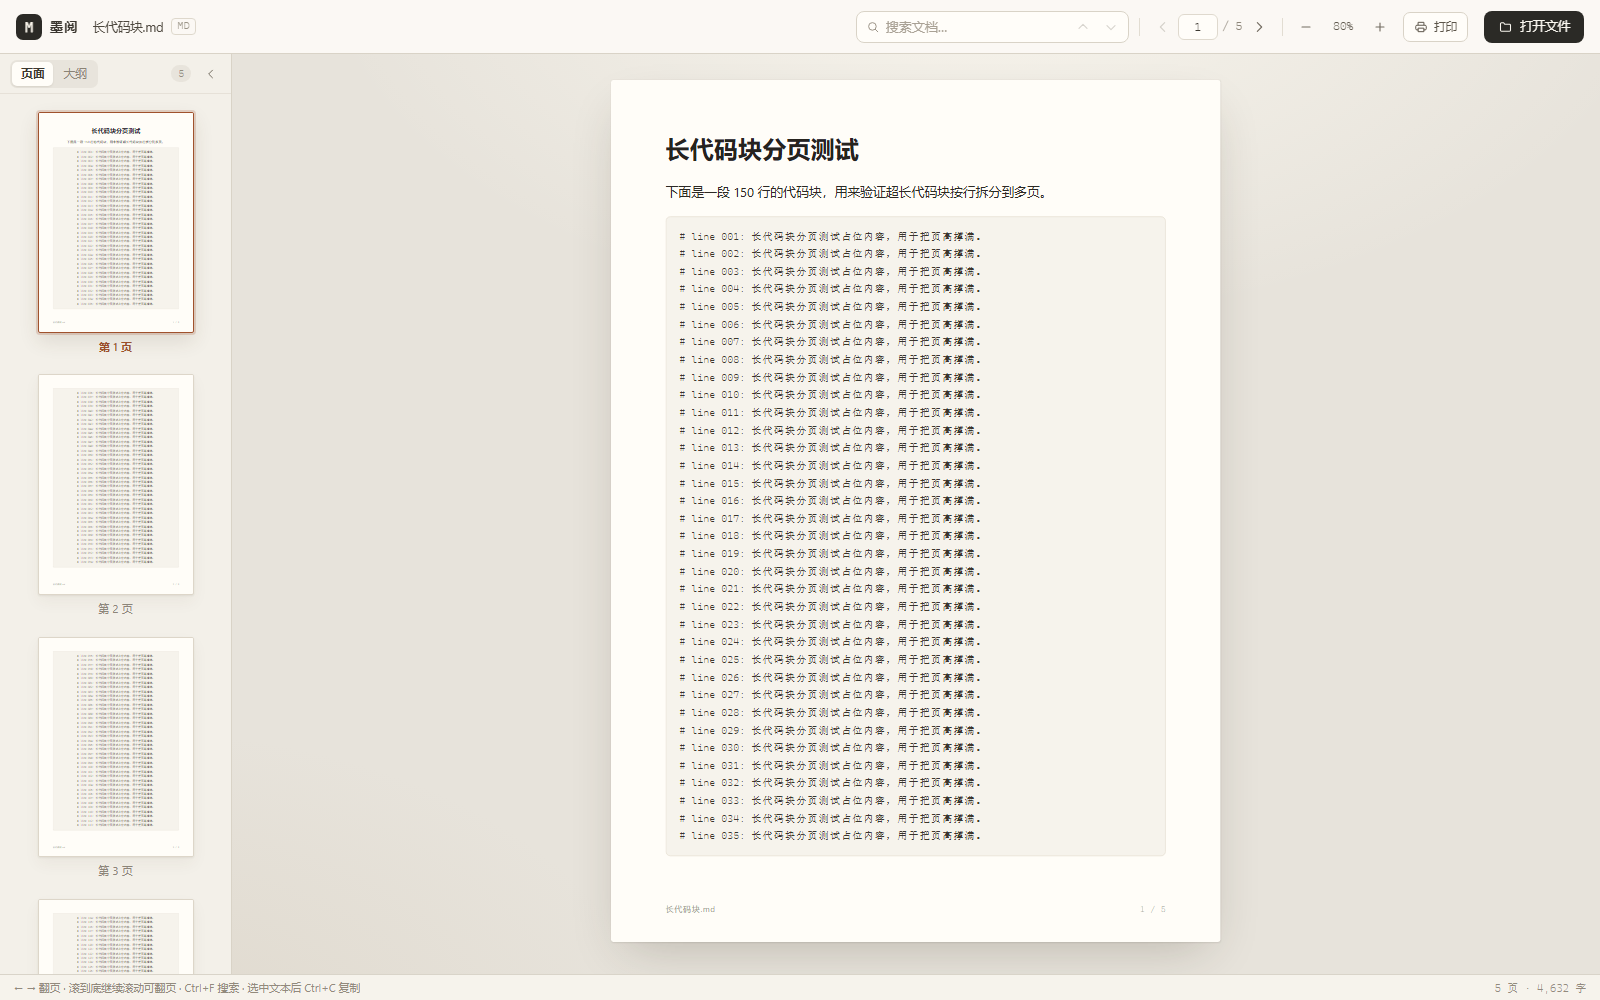 M 墨阅 长代码块.md MD 搜索文档... 1 / 5 80% 打印 打开文件
页面 大纲 5
第 1 页
第 2 页
第 3 页
长代码块分页测试
下面是一段 150 行的代码块，用来验证超长代码块按行拆分到多页。
# line 001: 长代码块分页测试占位内容，用于把页高撑满。
# line 002: 长代码块分页测试占位内容，用于把页高撑满。
# line 003: 长代码块分页测试占位内容，用于把页高撑满。
# line 004: 长代码块分页测试占位内容，用于把页高撑满。
# line 005: 长代码块分页测试占位内容，用于把页高撑满。
# line 006: 长代码块分页测试占位内容，用于把页高撑满。
# line 007: 长代码块分页测试占位内容，用于把页高撑满。
# line 008: 长代码块分页测试占位内容，用于把页高撑满。
# line 009: 长代码块分页测试占位内容，用于把页高撑满。
# line 010: 长代码块分页测试占位内容，用于把页高撑满。
# line 011: 长代码块分页测试占位内容，用于把页高撑满。
# line 012: 长代码块分页测试占位内容，用于把页高撑满。
# line 013: 长代码块分页测试占位内容，用于把页高撑满。
# line 014: 长代码块分页测试占位内容，用于把页高撑满。
# line 015: 长代码块分页测试占位内容，用于把页高撑满。
# line 016: 长代码块分页测试占位内容，用于把页高撑满。
# line 017: 长代码块分页测试占位内容，用于把页高撑满。
# line 018: 长代码块分页测试占位内容，用于把页高撑满。
# line 019: 长代码块分页测试占位内容，用于把页高撑满。
# line 020: 长代码块分页测试占位内容，用于把页高撑满。
# line 021: 长代码块分页测试占位内容，用于把页高撑满。
# line 022: 长代码块分页测试占位内容，用于把页高撑满。
# line 023: 长代码块分页测试占位内容，用于把页高撑满。
# line 024: 长代码块分页测试占位内容，用于把页高撑满。
# line 025: 长代码块分页测试占位内容，用于把页高撑满。
# line 026: 长代码块分页测试占位内容，用于把页高撑满。
# line 027: 长代码块分页测试占位内容，用于把页高撑满。
# line 028: 长代码块分页测试占位内容，用于把页高撑满。
# line 029: 长代码块分页测试占位内容，用于把页高撑满。
# line 030: 长代码块分页测试占位内容，用于把页高撑满。
# line 031: 长代码块分页测试占位内容，用于把页高撑满。
# line 032: 长代码块分页测试占位内容，用于把页高撑满。
# line 033: 长代码块分页测试占位内容，用于把页高撑满。
# line 034: 长代码块分页测试占位内容，用于把页高撑满。
# line 035: 长代码块分页测试占位内容，用于把页高撑满。
长代码块.md 1 / 5
←→ 翻页 · 滚到底继续滚动可翻页 · Ctrl+F 搜索 · 选中文本后 Ctrl+C 复制 5 页 · 4,632 字